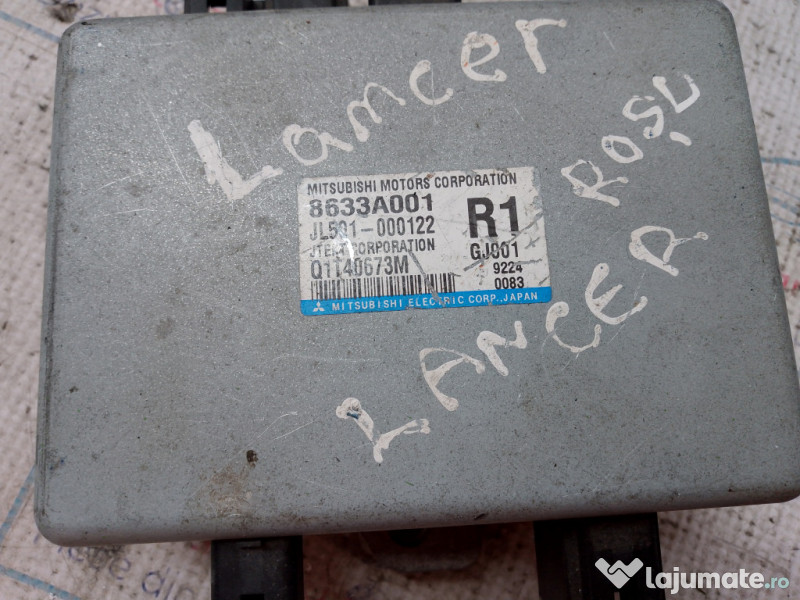 Lancer
MITSUBISHI MOTORS CORPORATION
8633A001 R1
JL501-000122
JTEKT CORPORATION GJ001
Q1T40673M 9224
0083
MITSUBISHI ELECTRIC CORP., JAPAN
LANCER ROSU
lajumate.ro